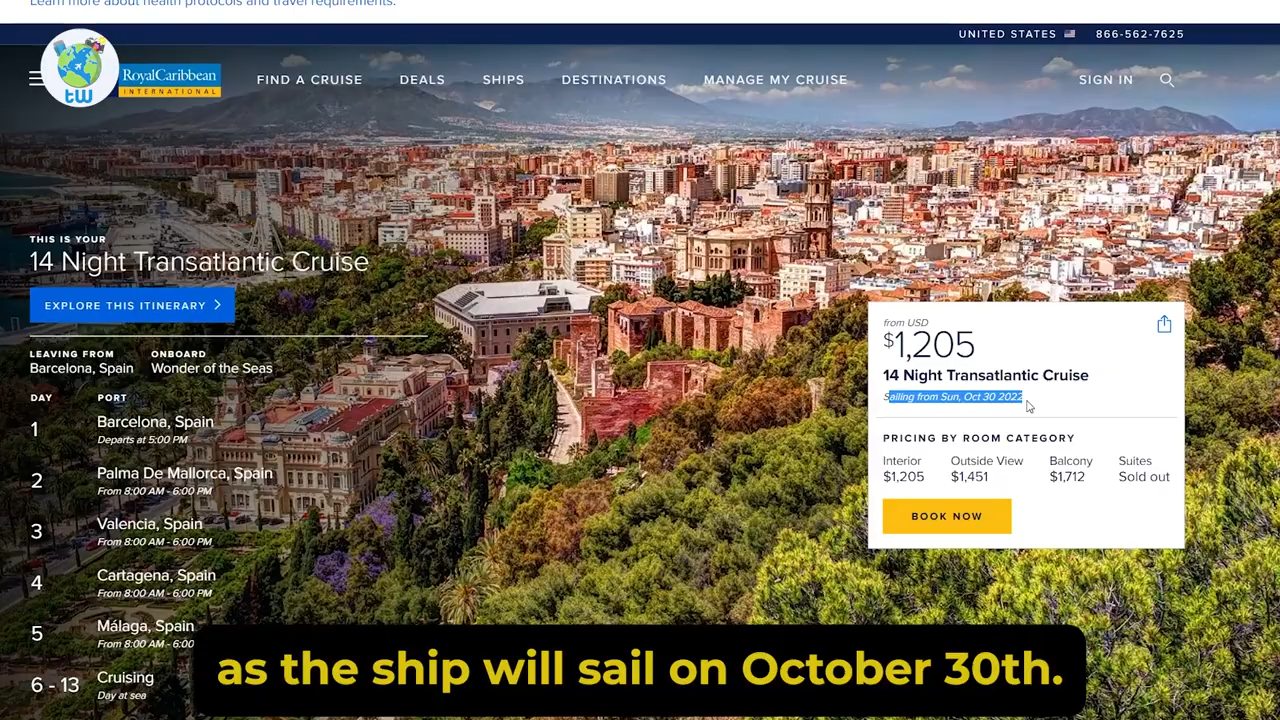 Learn more about health protocols and travel requirements.
UNITED STATES 866-562-7625
tw
RoyalCaribbean
INTERNATIONAL
FIND A CRUISE DEALS SHIPS DESTINATIONS MANAGE MY CRUISE SIGN IN
THIS IS YOUR
14 Night Transatlantic Cruise
EXPLORE THIS ITINERARY >
LEAVING FROM ONBOARD
Barcelona, Spain Wonder of the Seas
DAY PORT
1 Barcelona, Spain
Departs at 5:00 PM
2 Palma De Mallorca, Spain
From 8:00 AM - 6:00 PM
3 Valencia, Spain
From 8:00 AM - 6:00 PM
4 Cartagena, Spain
From 8:00 AM - 6:00 PM
5 Málaga, Spain
From 8:00 AM - 6:00
6 - 13 Cruising
Day at sea
from USD
$1,205
14 Night Transatlantic Cruise
Sailing from Sun, Oct 30 2022
PRICING BY ROOM CATEGORY
Interior Outside View Balcony Suites
$1,205 $1,451 $1,712 Sold out
BOOK NOW
as the ship will sail on October 30th.